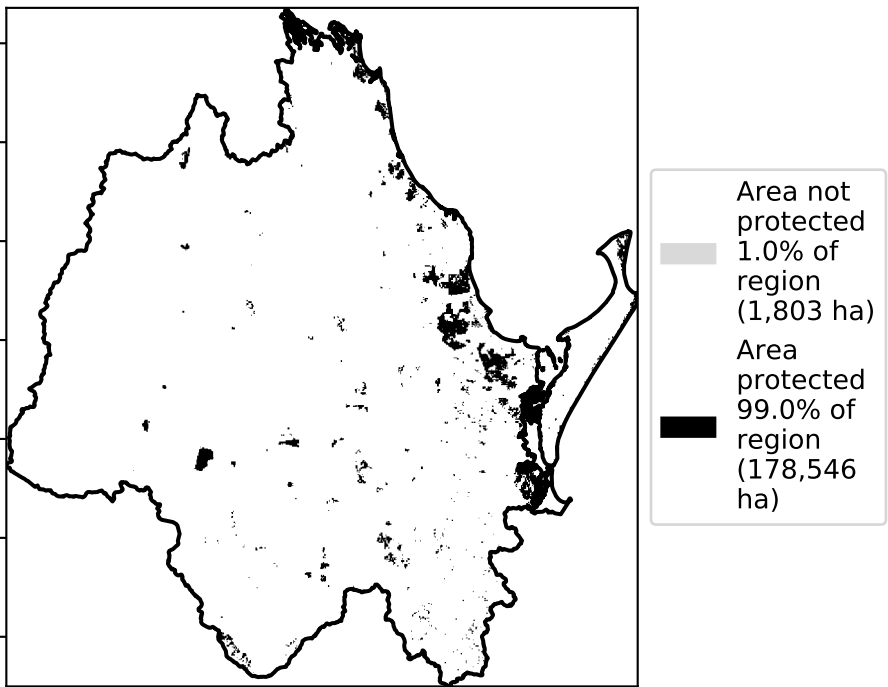 Area not
protected
1.0% of
region
(1,803 ha)
Area
protected
99.0% of
region
(178,546
ha)